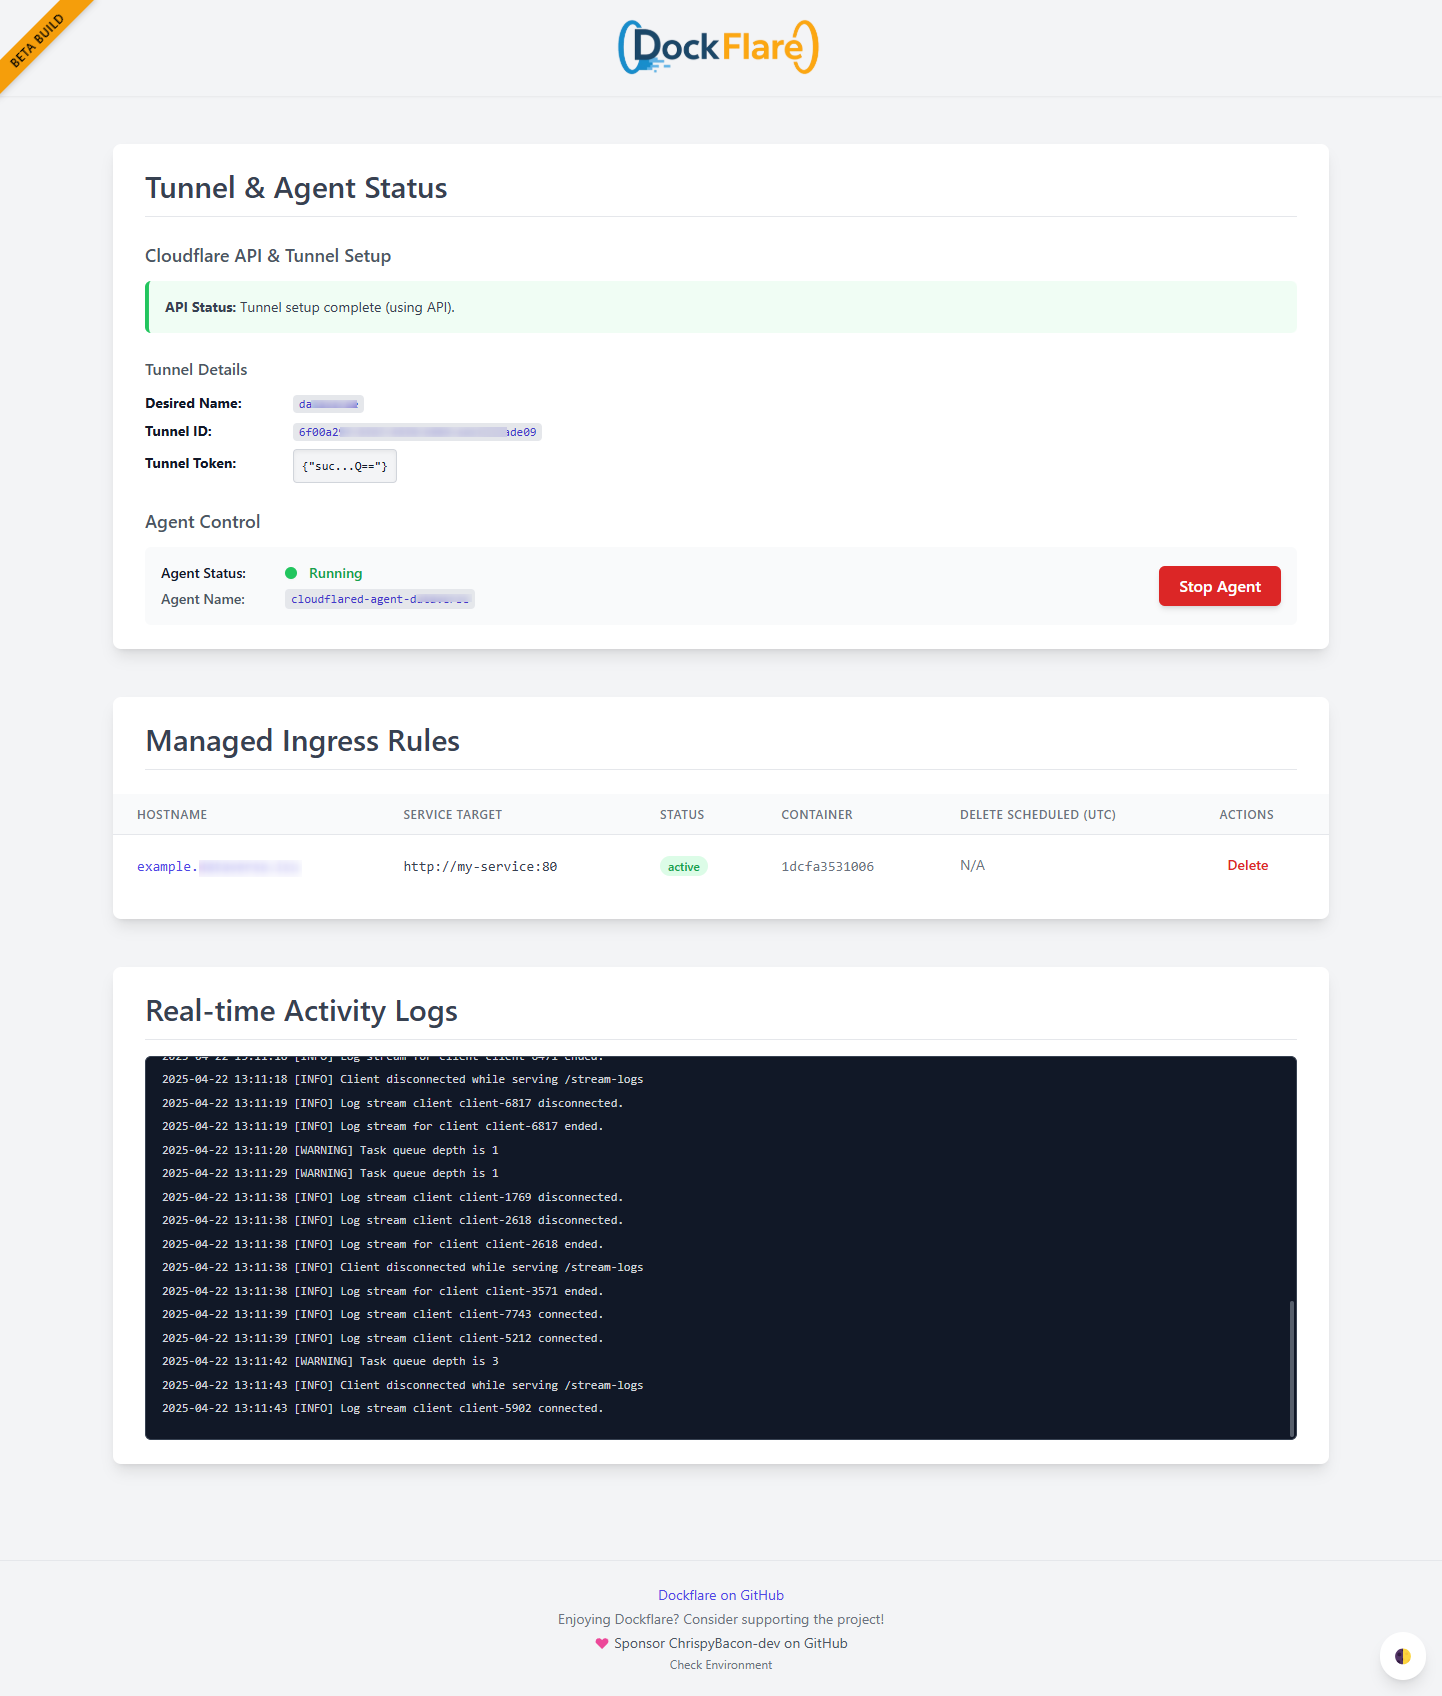 BETA BUILD
DockFlare
Tunnel & Agent Status
Cloudflare API & Tunnel Setup
API Status: Tunnel setup complete (using API).
Tunnel Details
Desired Name: da
Tunnel ID: 6f00a2 ade09
Tunnel Token: {"suc...Q=="}
Agent Control
Agent Status: Running
Agent Name: cloudflared-agent-d
Stop Agent
Managed Ingress Rules
HOSTNAME SERVICE TARGET STATUS CONTAINER DELETE SCHEDULED (UTC) ACTIONS
example. http://my-service:80 active 1dcfa3531006 N/A Delete
Real-time Activity Logs
2025-04-22 13:11:18 [INFO] Log stream for client client-6471 ended.
2025-04-22 13:11:18 [INFO] Client disconnected while serving /stream-logs
2025-04-22 13:11:19 [INFO] Log stream client client-6817 disconnected.
2025-04-22 13:11:19 [INFO] Log stream for client client-6817 ended.
2025-04-22 13:11:20 [WARNING] Task queue depth is 1
2025-04-22 13:11:29 [WARNING] Task queue depth is 1
2025-04-22 13:11:38 [INFO] Log stream client client-1769 disconnected.
2025-04-22 13:11:38 [INFO] Log stream client client-2618 disconnected.
2025-04-22 13:11:38 [INFO] Log stream for client client-2618 ended.
2025-04-22 13:11:38 [INFO] Client disconnected while serving /stream-logs
2025-04-22 13:11:38 [INFO] Log stream for client client-3571 ended.
2025-04-22 13:11:39 [INFO] Log stream client client-7743 connected.
2025-04-22 13:11:39 [INFO] Log stream client client-5212 connected.
2025-04-22 13:11:42 [WARNING] Task queue depth is 3
2025-04-22 13:11:43 [INFO] Client disconnected while serving /stream-logs
2025-04-22 13:11:43 [INFO] Log stream client client-5902 connected.
Dockflare on GitHub
Enjoying Dockflare? Consider supporting the project!
Sponsor ChrispyBacon-dev on GitHub
Check Environment